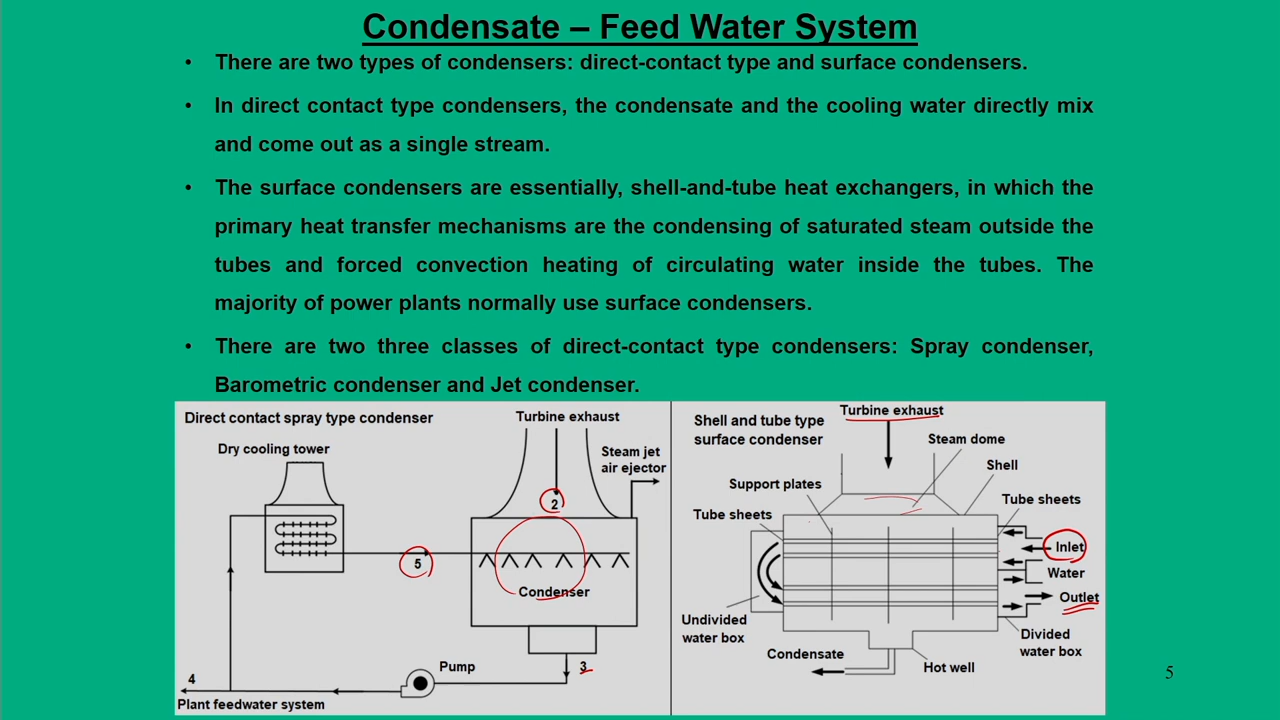 Condensate – Feed Water System
• There are two types of condensers: direct-contact type and surface condensers.
• In direct contact type condensers, the condensate and the cooling water directly mix
and come out as a single stream.
• The surface condensers are essentially, shell-and-tube heat exchangers, in which the
primary heat transfer mechanisms are the condensing of saturated steam outside the
tubes and forced convection heating of circulating water inside the tubes. The
majority of power plants normally use surface condensers.
• There are two three classes of direct-contact type condensers: Spray condenser,
Barometric condenser and Jet condenser.
Direct contact spray type condenser
Turbine exhaust
Dry cooling tower
Steam jet
air ejector
2
5
Condenser
3
Pump
4
Plant feedwater system
Shell and tube type
surface condenser
Turbine exhaust
Steam dome
Shell
Support plates
Tube sheets
Tube sheets
Inlet
Water
Outlet
Undivided
water box
Divided
water box
Condensate
Hot well
5